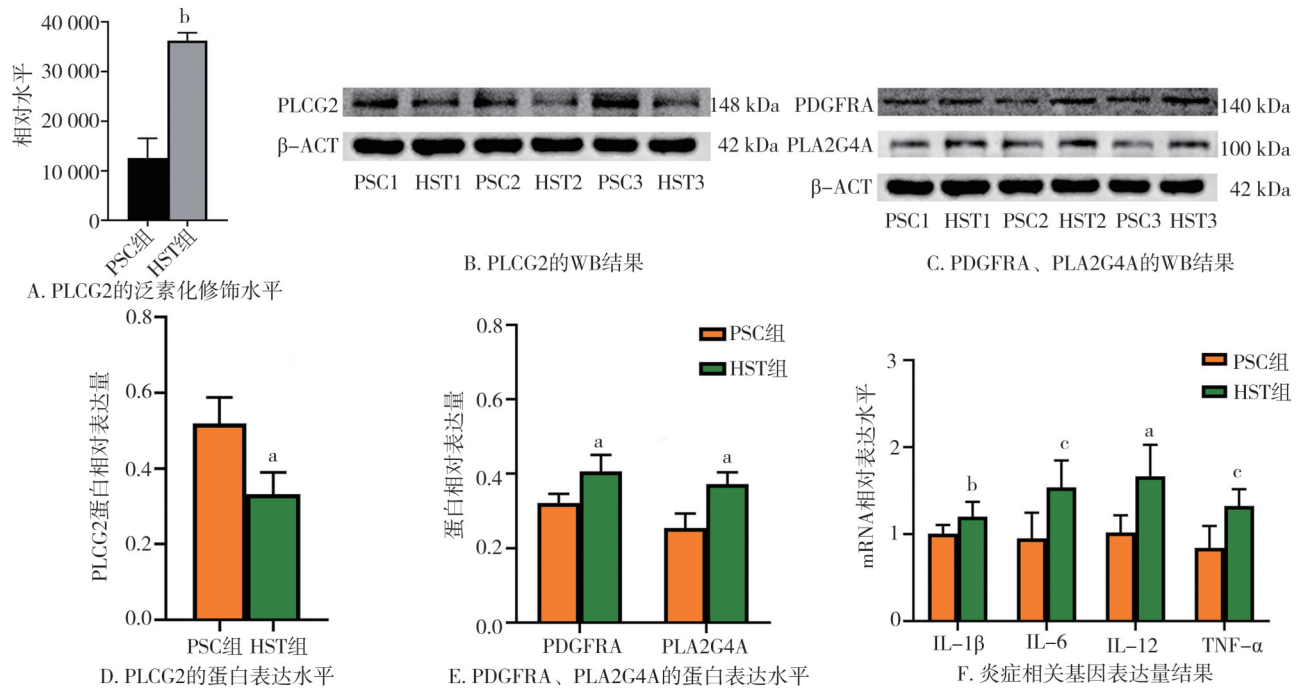 40 000
30 000
20 000
10 000
0
相对水平
b
PSC组
HST组
A. PLCG2的泛素化修饰水平
PLCG2
148 kDa
β-ACT
42 kDa
PSC1 HST1 PSC2 HST2 PSC3 HST3
B. PLCG2的WB结果
PDGFRA
140 kDa
PLA2G4A
100 kDa
β-ACT
42 kDa
PSC1 HST1 PSC2 HST2 PSC3 HST3
C. PDGFRA、PLA2G4A的WB结果
0.8
0.6
0.4
0.2
0.0
PLCG2蛋白相对表达量
a
PSC组 HST组
D. PLCG2的蛋白表达水平
0.8
0.6
0.4
0.2
0.0
蛋白相对表达量
PSC组
HST组
a
a
PDGFRA PLA2G4A
E. PDGFRA、PLA2G4A的蛋白表达水平
3
2
1
0
mRNA相对表达水平
PSC组
HST组
b
c
a
c
IL-1β IL-6 IL-12 TNF-α
F. 炎症相关基因表达量结果